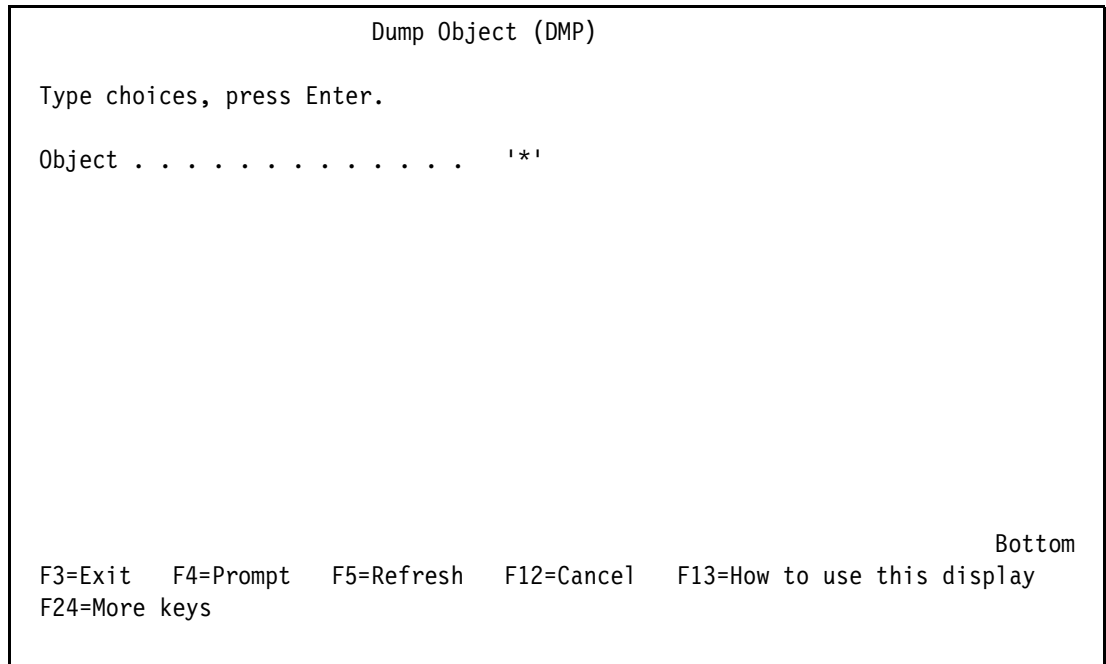 Dump Object (DMP)
Type choices, press Enter.
Object . . . . . . . . . . . . . '*'
Bottom
F3=Exit F4=Prompt F5=Refresh F12=Cancel F13=How to use this display
F24=More keys